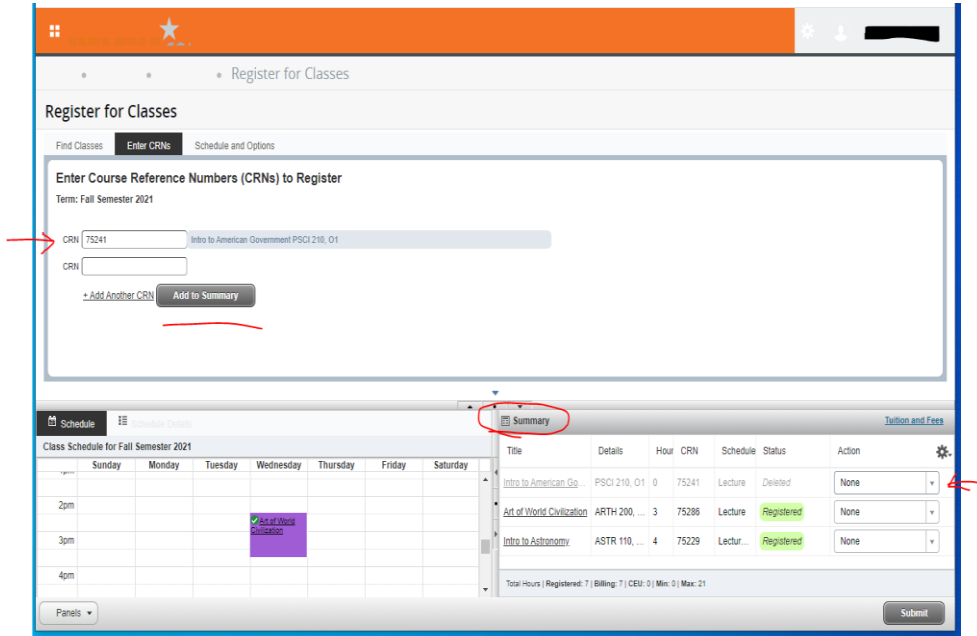 Register for Classes
Register for Classes
Find Classes Enter CRNs Schedule and Options
Enter Course Reference Numbers (CRNs) to Register
Term: Fall Semester 2021
CRN 75241 Intro to American Government PSCI 210, O1
CRN
+ Add Another CRN Add to Summary
Schedule Schedule Details
Class Schedule for Fall Semester 2021
Sunday Monday Tuesday Wednesday Thursday Friday Saturday
2pm
Art of World
Civilization
3pm
4pm
Summary Tuition and Fees
Title Details Hour CRN Schedule Status Action
Intro to American Go... PSCI 210, O1 0 75241 Lecture Deleted None
Art of World Civilization ARTH 200, ... 3 75286 Lecture Registered None
Intro to Astronomy ASTR 110, ... 4 75229 Lectur... Registered None
Total Hours | Registered: 7 | Billing: 7 | CEU: 0 | Min: 0 | Max: 21
Panels Submit